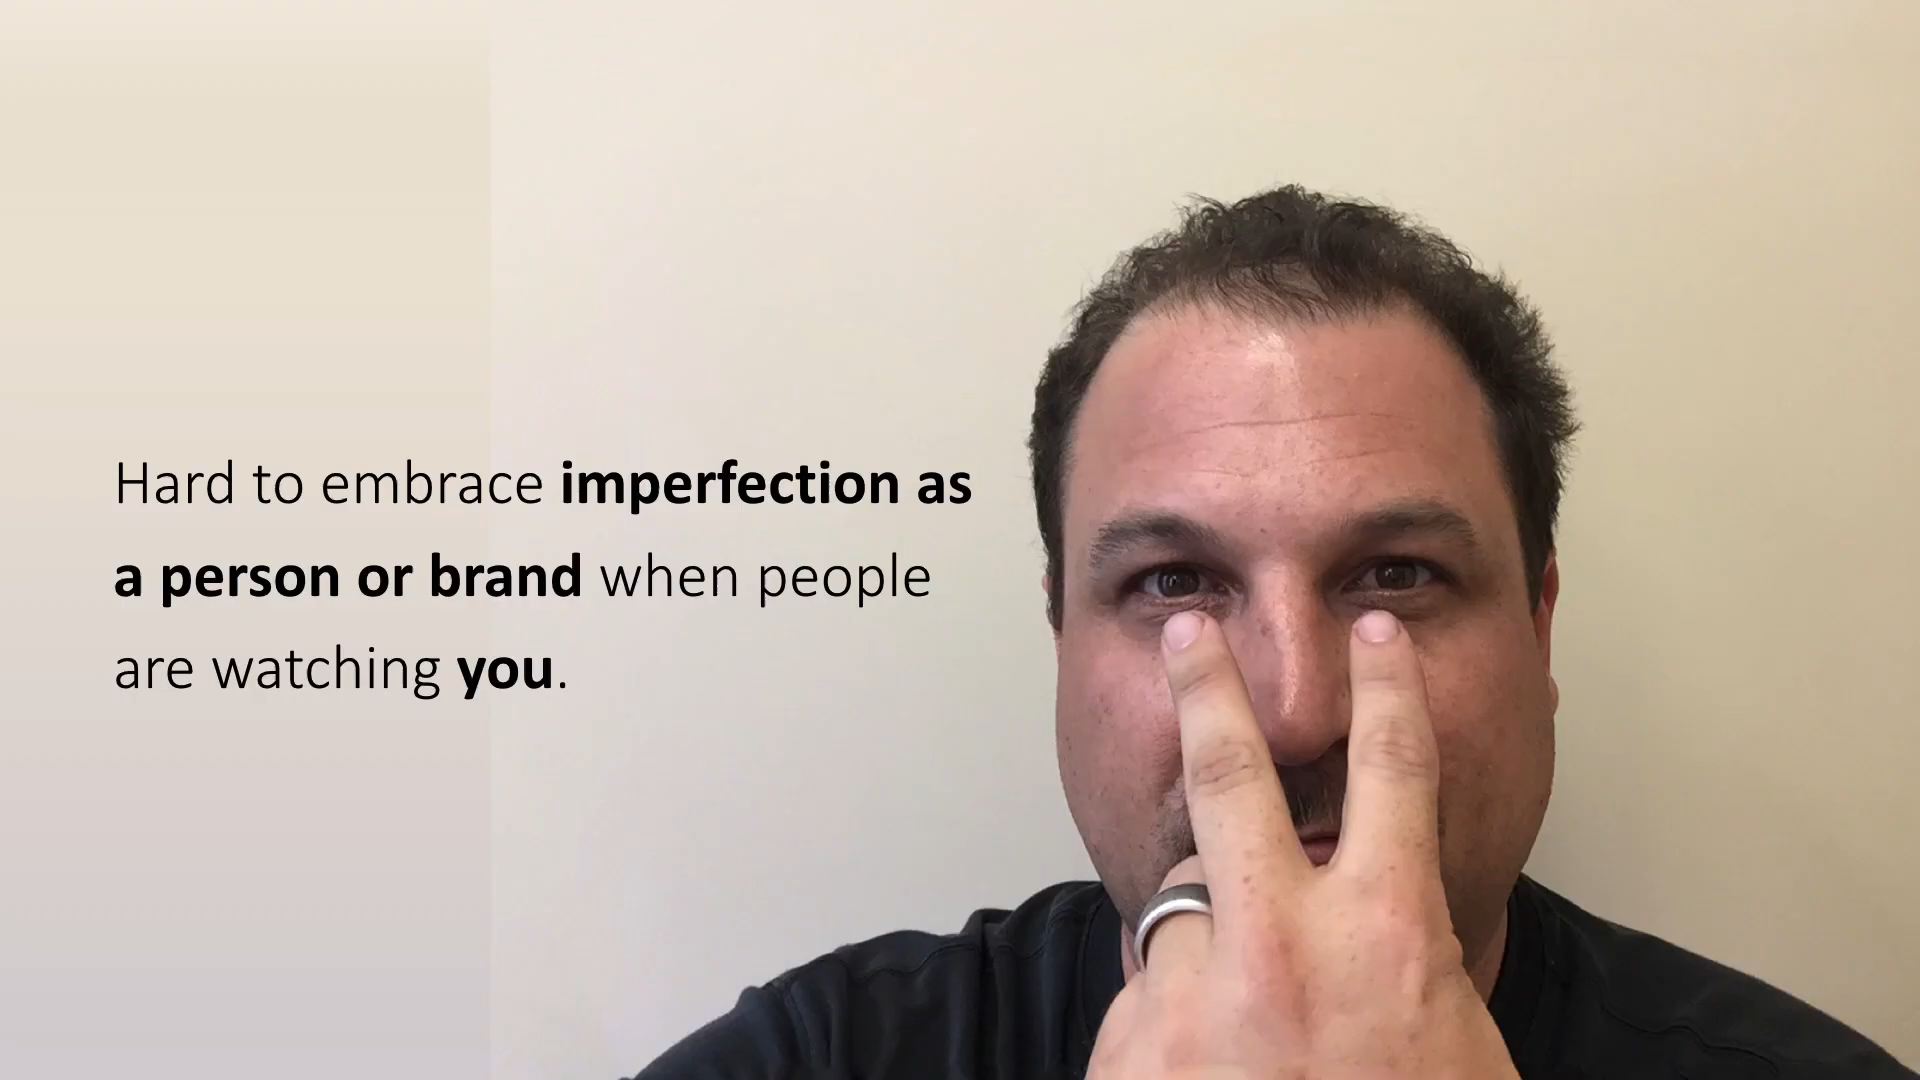 Hard to embrace imperfection as
a person or brand when people
are watching you.